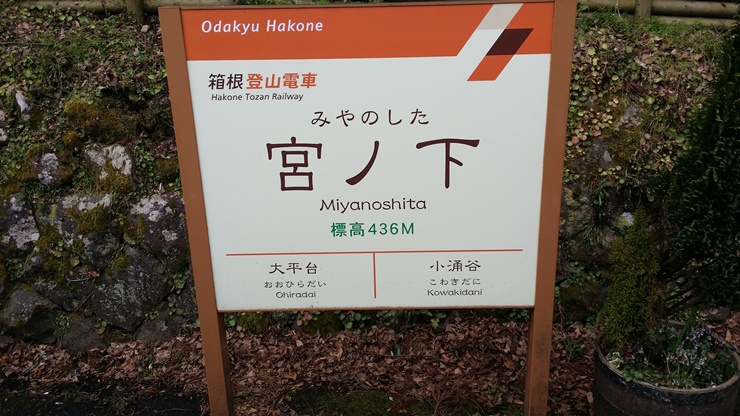 Odakyu Hakone
箱根登山電車
Hakone Tozan Railway
みやのした
宮ノ下
Miyanoshita
標高436M
大平台
おおひらだい
Ohiradai
小涌谷
こわきだに
Kowakidani